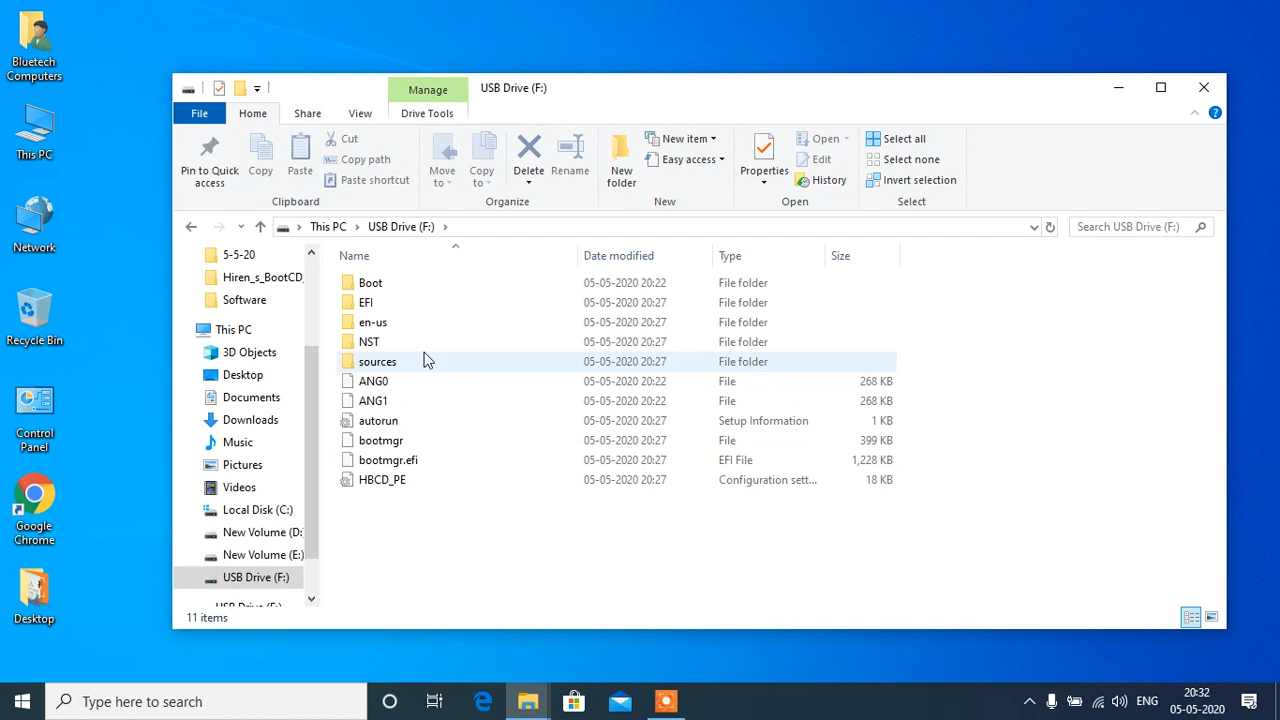 Bluetech
Computers
This PC
Network
Recycle Bin
Control
Panel
Google
Chrome
Desktop
Manage
USB Drive (F:)
File
Home
Share
View
Drive Tools
Pin to Quick
access
Copy
Paste
Cut
Copy path
Paste shortcut
Clipboard
Move
to
Copy
to
Delete
Rename
Organize
New
folder
New item
Easy access
New
Properties
Open
Edit
History
Open
Select all
Select none
Invert selection
Select
This PC
USB Drive (F:)
Search USB Drive (F:)
5-5-20
Hiren_s_BootCD_
Software
This PC
3D Objects
Desktop
Documents
Downloads
Music
Pictures
Videos
Local Disk (C:)
New Volume (D:
New Volume (E:)
USB Drive (F:)
USB Drive (F:)
Name Date modified Type Size
Boot 05-05-2020 20:22 File folder
EFI 05-05-2020 20:27 File folder
en-us 05-05-2020 20:27 File folder
NST 05-05-2020 20:27 File folder
sources 05-05-2020 20:27 File folder
ANG0 05-05-2020 20:22 File 268 KB
ANG1 05-05-2020 20:22 File 268 KB
autorun 05-05-2020 20:27 Setup Information 1 KB
bootmgr 05-05-2020 20:27 File 399 KB
bootmgr.efi 05-05-2020 20:27 EFI File 1,228 KB
HBCD_PE 05-05-2020 20:27 Configuration sett... 18 KB
11 items
Type here to search
ENG
20:32
05-05-2020